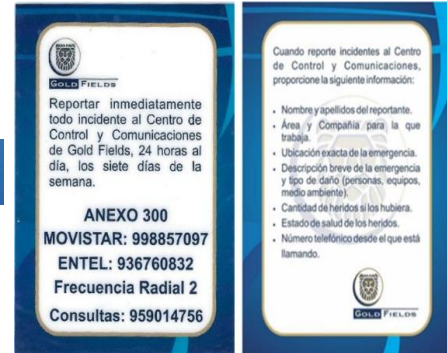 GOLD FIELDS
Reportar inmediatamente
todo incidente al Centro de
Control y Comunicaciones
de Gold Fields, 24 horas al
día, los siete días de la
semana.
ANEXO 300
MOVISTAR: 998857097
ENTEL: 936760832
Frecuencia Radial 2
Consultas: 959014756
Cuando reporte incidentes al Centro
de Control y Comunicaciones,
proporcione la siguiente información:
• Nombre y apellidos del reportante.
• Área y Compañía para la que
trabaja.
• Ubicación exacta de la emergencia.
• Descripción breve de la emergencia
y tipo de daño (personas, equipos,
medio ambiente).
• Cantidad de heridos si los hubiera.
• Estado de salud de los heridos.
• Número telefónico desde el que está
llamando.
GOLD FIELDS